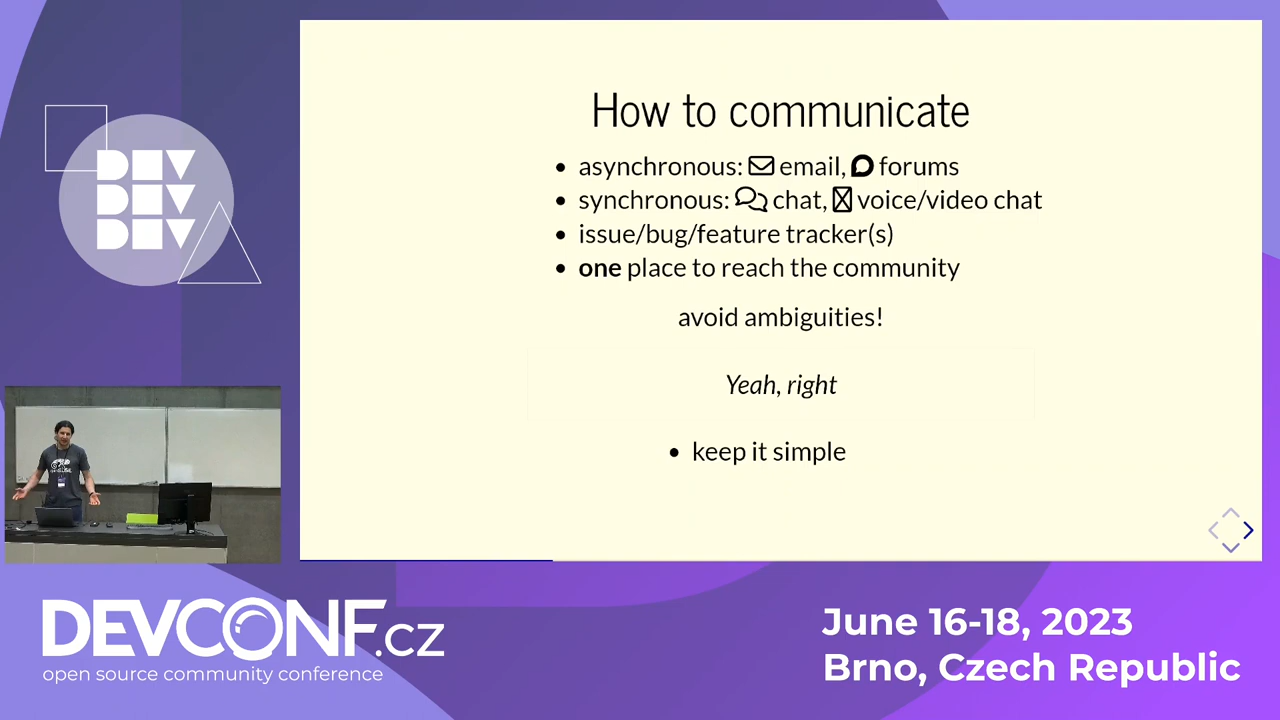 How to communicate
• asynchronous: email, forums
• synchronous: chat, voice/video chat
• issue/bug/feature tracker(s)
• one place to reach the community
avoid ambiguities!
Yeah, right
• keep it simple
DEV
DEV
DEV
DEVCONF.cz
open source community conference
June 16-18, 2023
Brno, Czech Republic